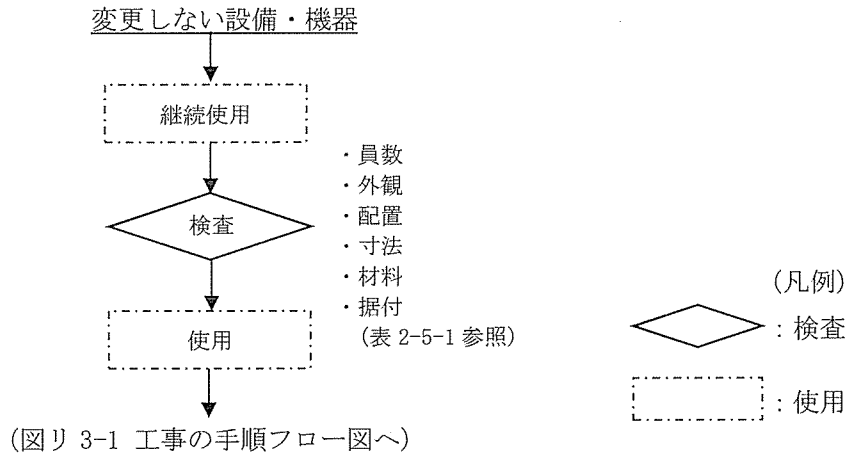 変更しない設備・機器
継続使用
検査
・員数
・外観
・配置
・寸法
・材料
・据付
(表 2-5-1 参照)
使用
(図リ 3-1 工事の手順フロー図へ)
(凡例)
：検査
：使用